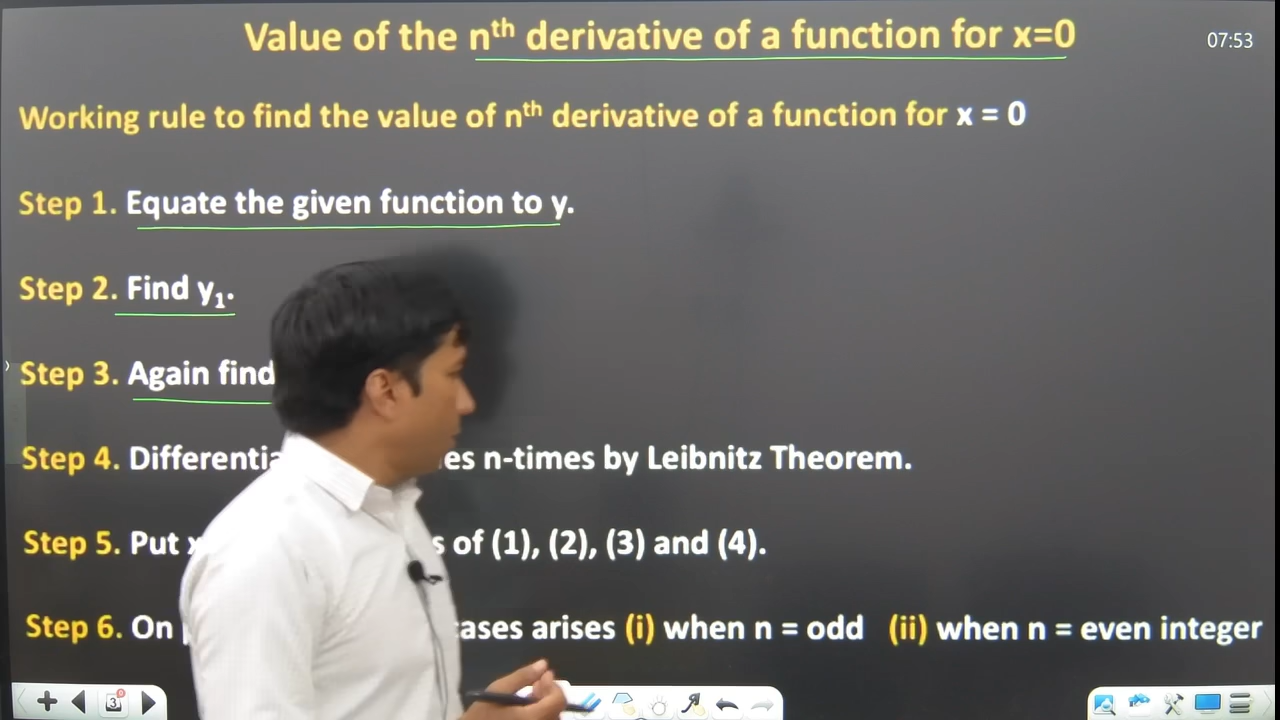 Value of the nth derivative of a function for x=0
07:53
Working rule to find the value of nth derivative of a function for x = 0
Step 1. Equate the given function to y.
Step 2. Find y₁.
Step 3. Again find
Step 4. n-times by Leibnitz Theorem.
Step 5. Put of (1), (2), (3) and (4).
Step 6. On arises (i) when n = odd (ii) when n = even integer
3